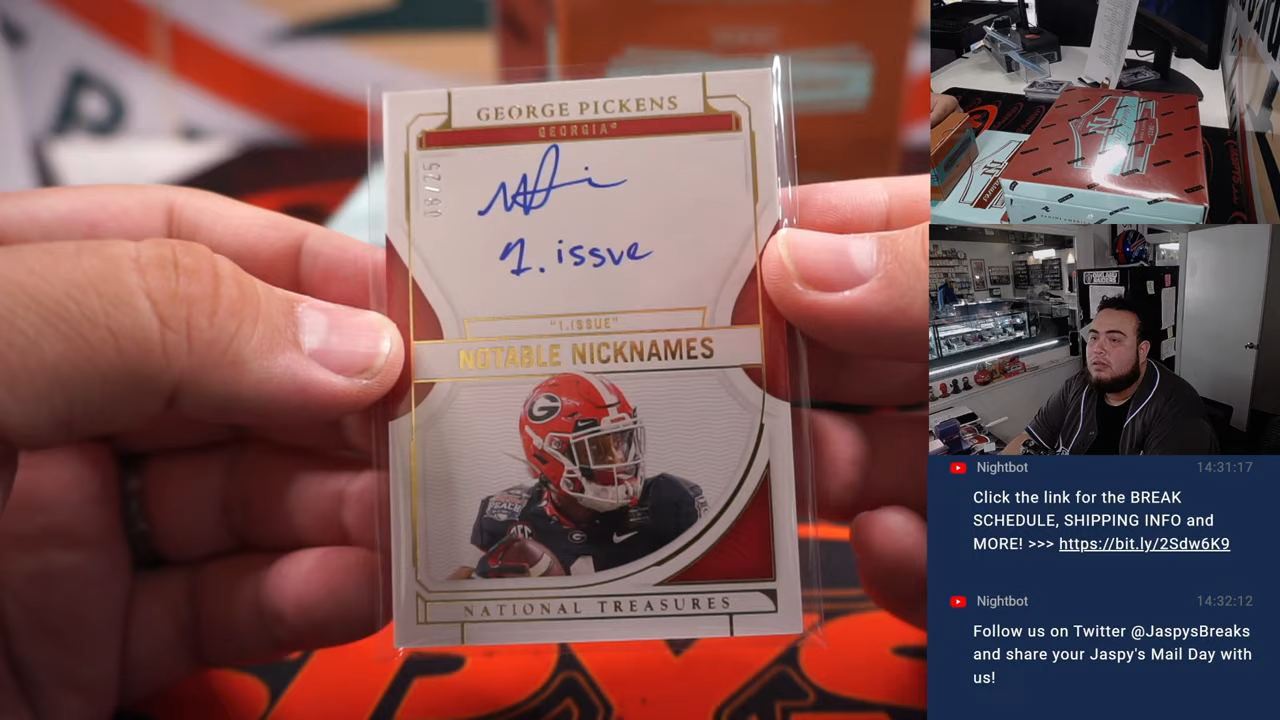 GEORGE PICKENS
GEORGIA
08/25
1. issue
"1.ISSUE"
NOTABLE NICKNAMES
G
NATIONAL TREASURES
OAKLAND
RAIDERS
Nightbot 14:31:17
Click the link for the BREAK
SCHEDULE, SHIPPING INFO and
MORE! >>> https://bit.ly/2Sdw6K9
Nightbot 14:32:12
Follow us on Twitter @JaspysBreaks
and share your Jaspy's Mail Day with
us!